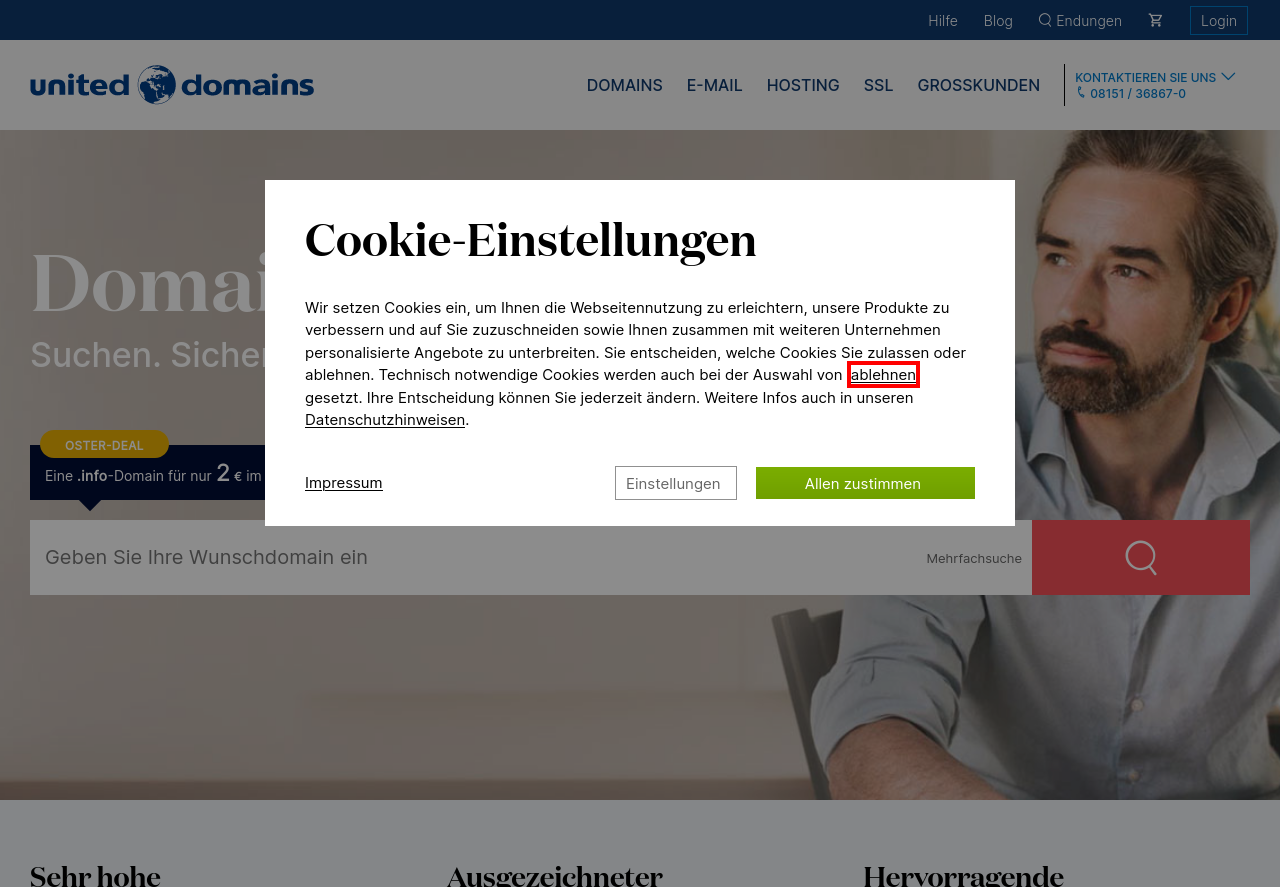 Hilfe Blog Endungen Login
united domains
DOMAINS E-MAIL HOSTING SSL GROSSKUNDEN
KONTAKTIEREN SIE UNS
08151 / 36867-0
Cookie-Einstellungen
Domai
Suchen. Sicher
Wir setzen Cookies ein, um Ihnen die Webseitennutzung zu erleichtern, unsere Produkte zu
verbessern und auf Sie zuzuschneiden sowie Ihnen zusammen mit weiteren Unternehmen
personalisierte Angebote zu unterbreiten. Sie entscheiden, welche Cookies Sie zulassen oder
ablehnen. Technisch notwendige Cookies werden auch bei der Auswahl von ablehnen
gesetzt. Ihre Entscheidung können Sie jederzeit ändern. Weitere Infos auch in unseren
Datenschutzhinweisen.
Impressum Einstellungen Allen zustimmen
OSTER-DEAL
Eine .info-Domain für nur 2 € im
Geben Sie Ihre Wunschdomain ein Mehrfachsuche
Sehr hohe Ausgezeichneter Hervorragende